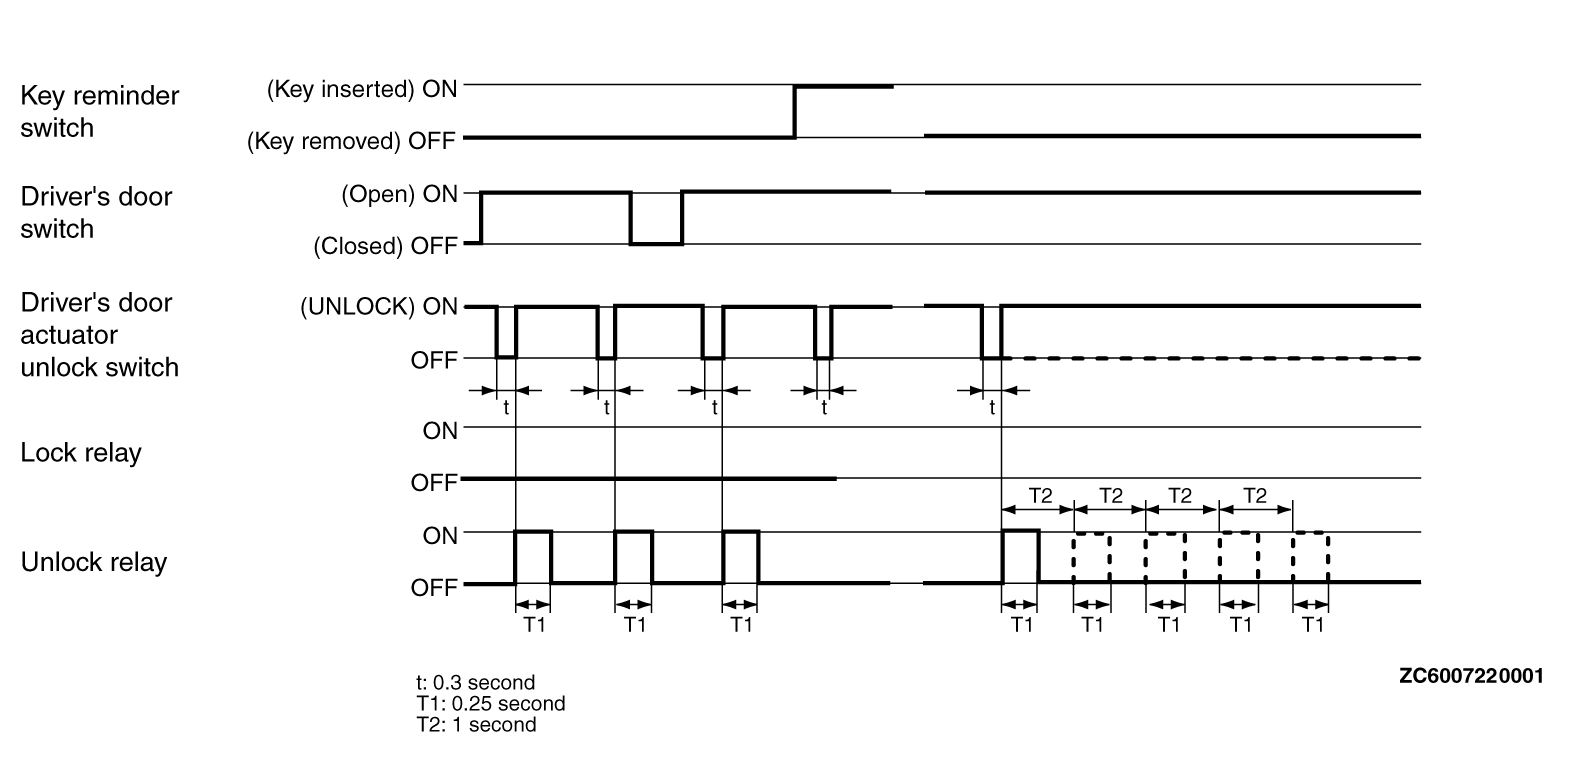 Key reminder
switch
(Key inserted) ON
(Key removed) OFF
Driver's door
switch
(Open) ON
(Closed) OFF
Driver's door
actuator
unlock switch
(UNLOCK) ON
OFF
t t t t t
Lock relay
ON
OFF
T2 T2 T2 T2
Unlock relay
ON
OFF
T1 T1 T1 T1 T1 T1 T1 T1
t: 0.3 second
T1: 0.25 second
T2: 1 second
ZC6007220001